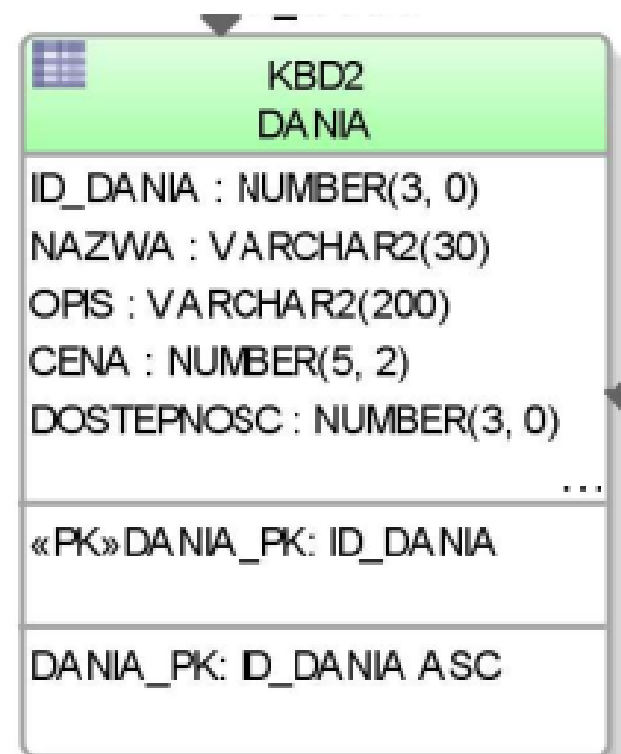 KBD2
DANIA
ID_DANIA : NUMBER(3, 0)
NAZWA : VARCHAR2(30)
OPIS : VARCHAR2(200)
CENA : NUMBER(5, 2)
DOSTEPNOSC : NUMBER(3, 0)
...
«PK»DANIA_PK: ID_DANIA
DANIA_PK: ID_DANIA ASC